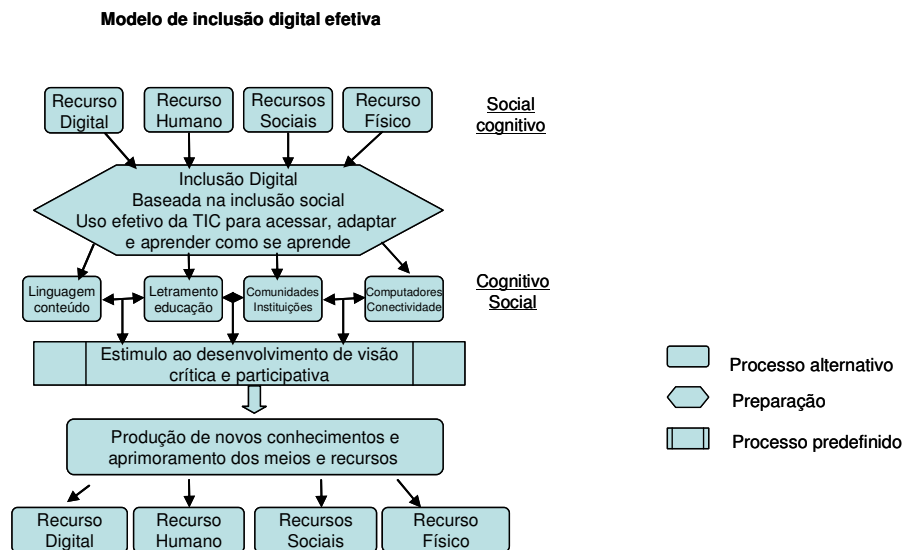 Modelo de inclusão digital efetiva
Recurso
Digital
Recurso
Humano
Recursos
Sociais
Recurso
Físico
Social
cognitivo
Inclusão Digital
Baseada na inclusão social
Uso efetivo da TIC para acessar, adaptar
e aprender como se aprende
Linguagem
conteúdo
Letramento
educação
Comunidades
Instituições
Computadores
Conectividade
Cognitivo
Social
Estimulo ao desenvolvimento de visão
crítica e participativa
Processo alternativo
Preparação
Processo predefinido
Produção de novos conhecimentos e
aprimoramento dos meios e recursos
Recurso
Digital
Recurso
Humano
Recursos
Sociais
Recurso
Físico